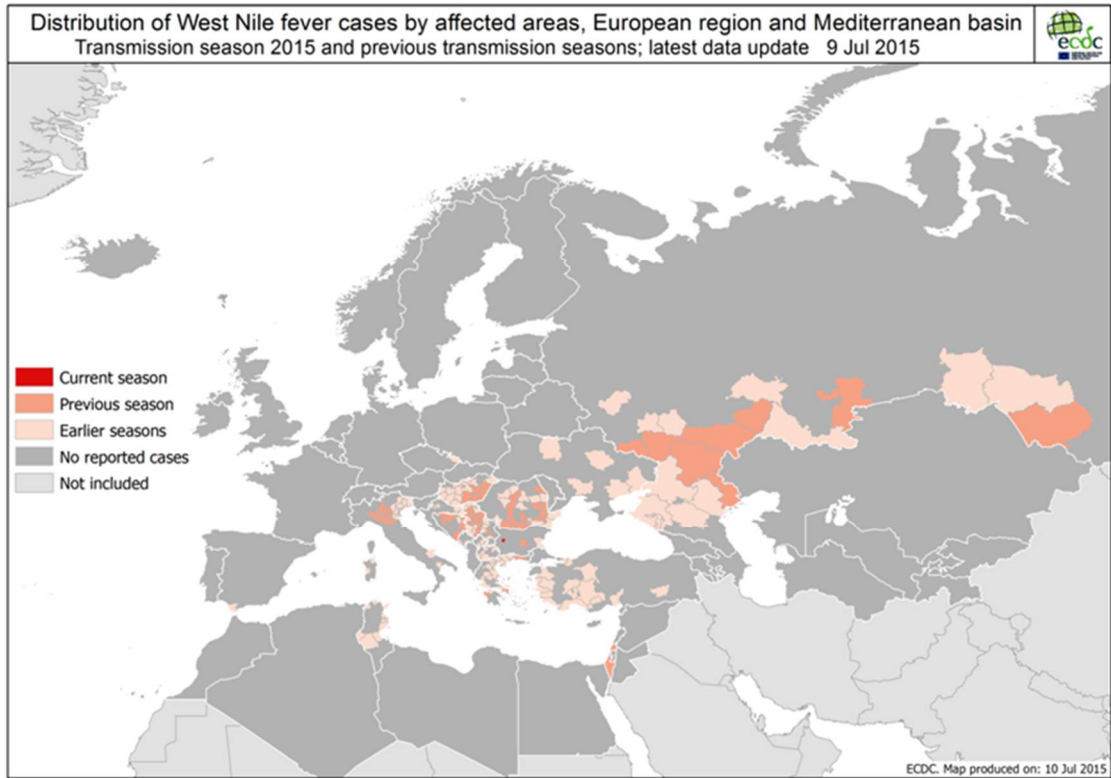 Distribution of West Nile fever cases by affected areas, European region and Mediterranean basin
Transmission season 2015 and previous transmission seasons; latest data update 9 Jul 2015
ecdc
Current season
Previous season
Earlier seasons
No reported cases
Not included
ECDC. Map produced on: 10 Jul 2015